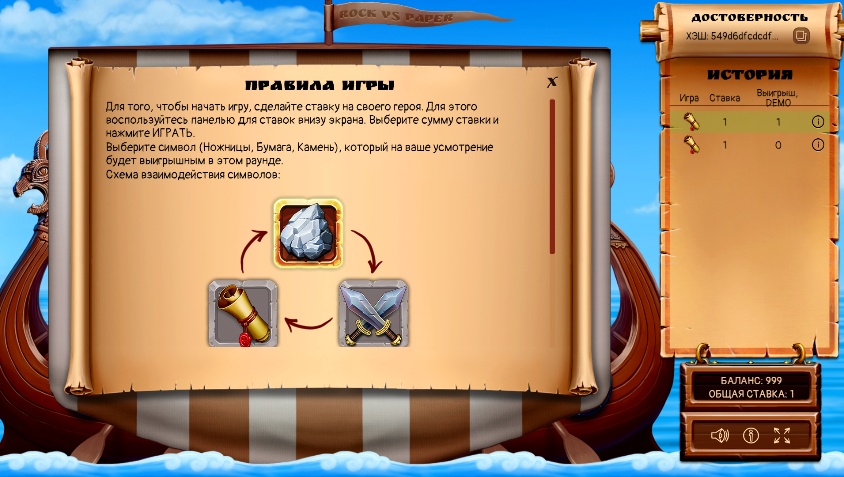 ROCK VS PAPER
ПРАВИЛА ИГРЫ
X
Для того, чтобы начать игру, сделайте ставку на своего героя. Для этого
воспользуйтесь панелью для ставок внизу экрана. Выберите сумму ставки и
нажмите ИГРАТЬ.
Выберите символ (Ножницы, Бумага, Камень), который на ваше усмотрение
будет выигрышным в этом раунде.
Схема взаимодействия символов:
ДОСТОВЕРНОСТЬ
ХЭШ: 549d6dfcdcdf...
ИСТОРИЯ
Игра Ставка Выигрыш, DEMO
1 1
1 0
БАЛАНС: 999
ОБЩАЯ СТАВКА: 1